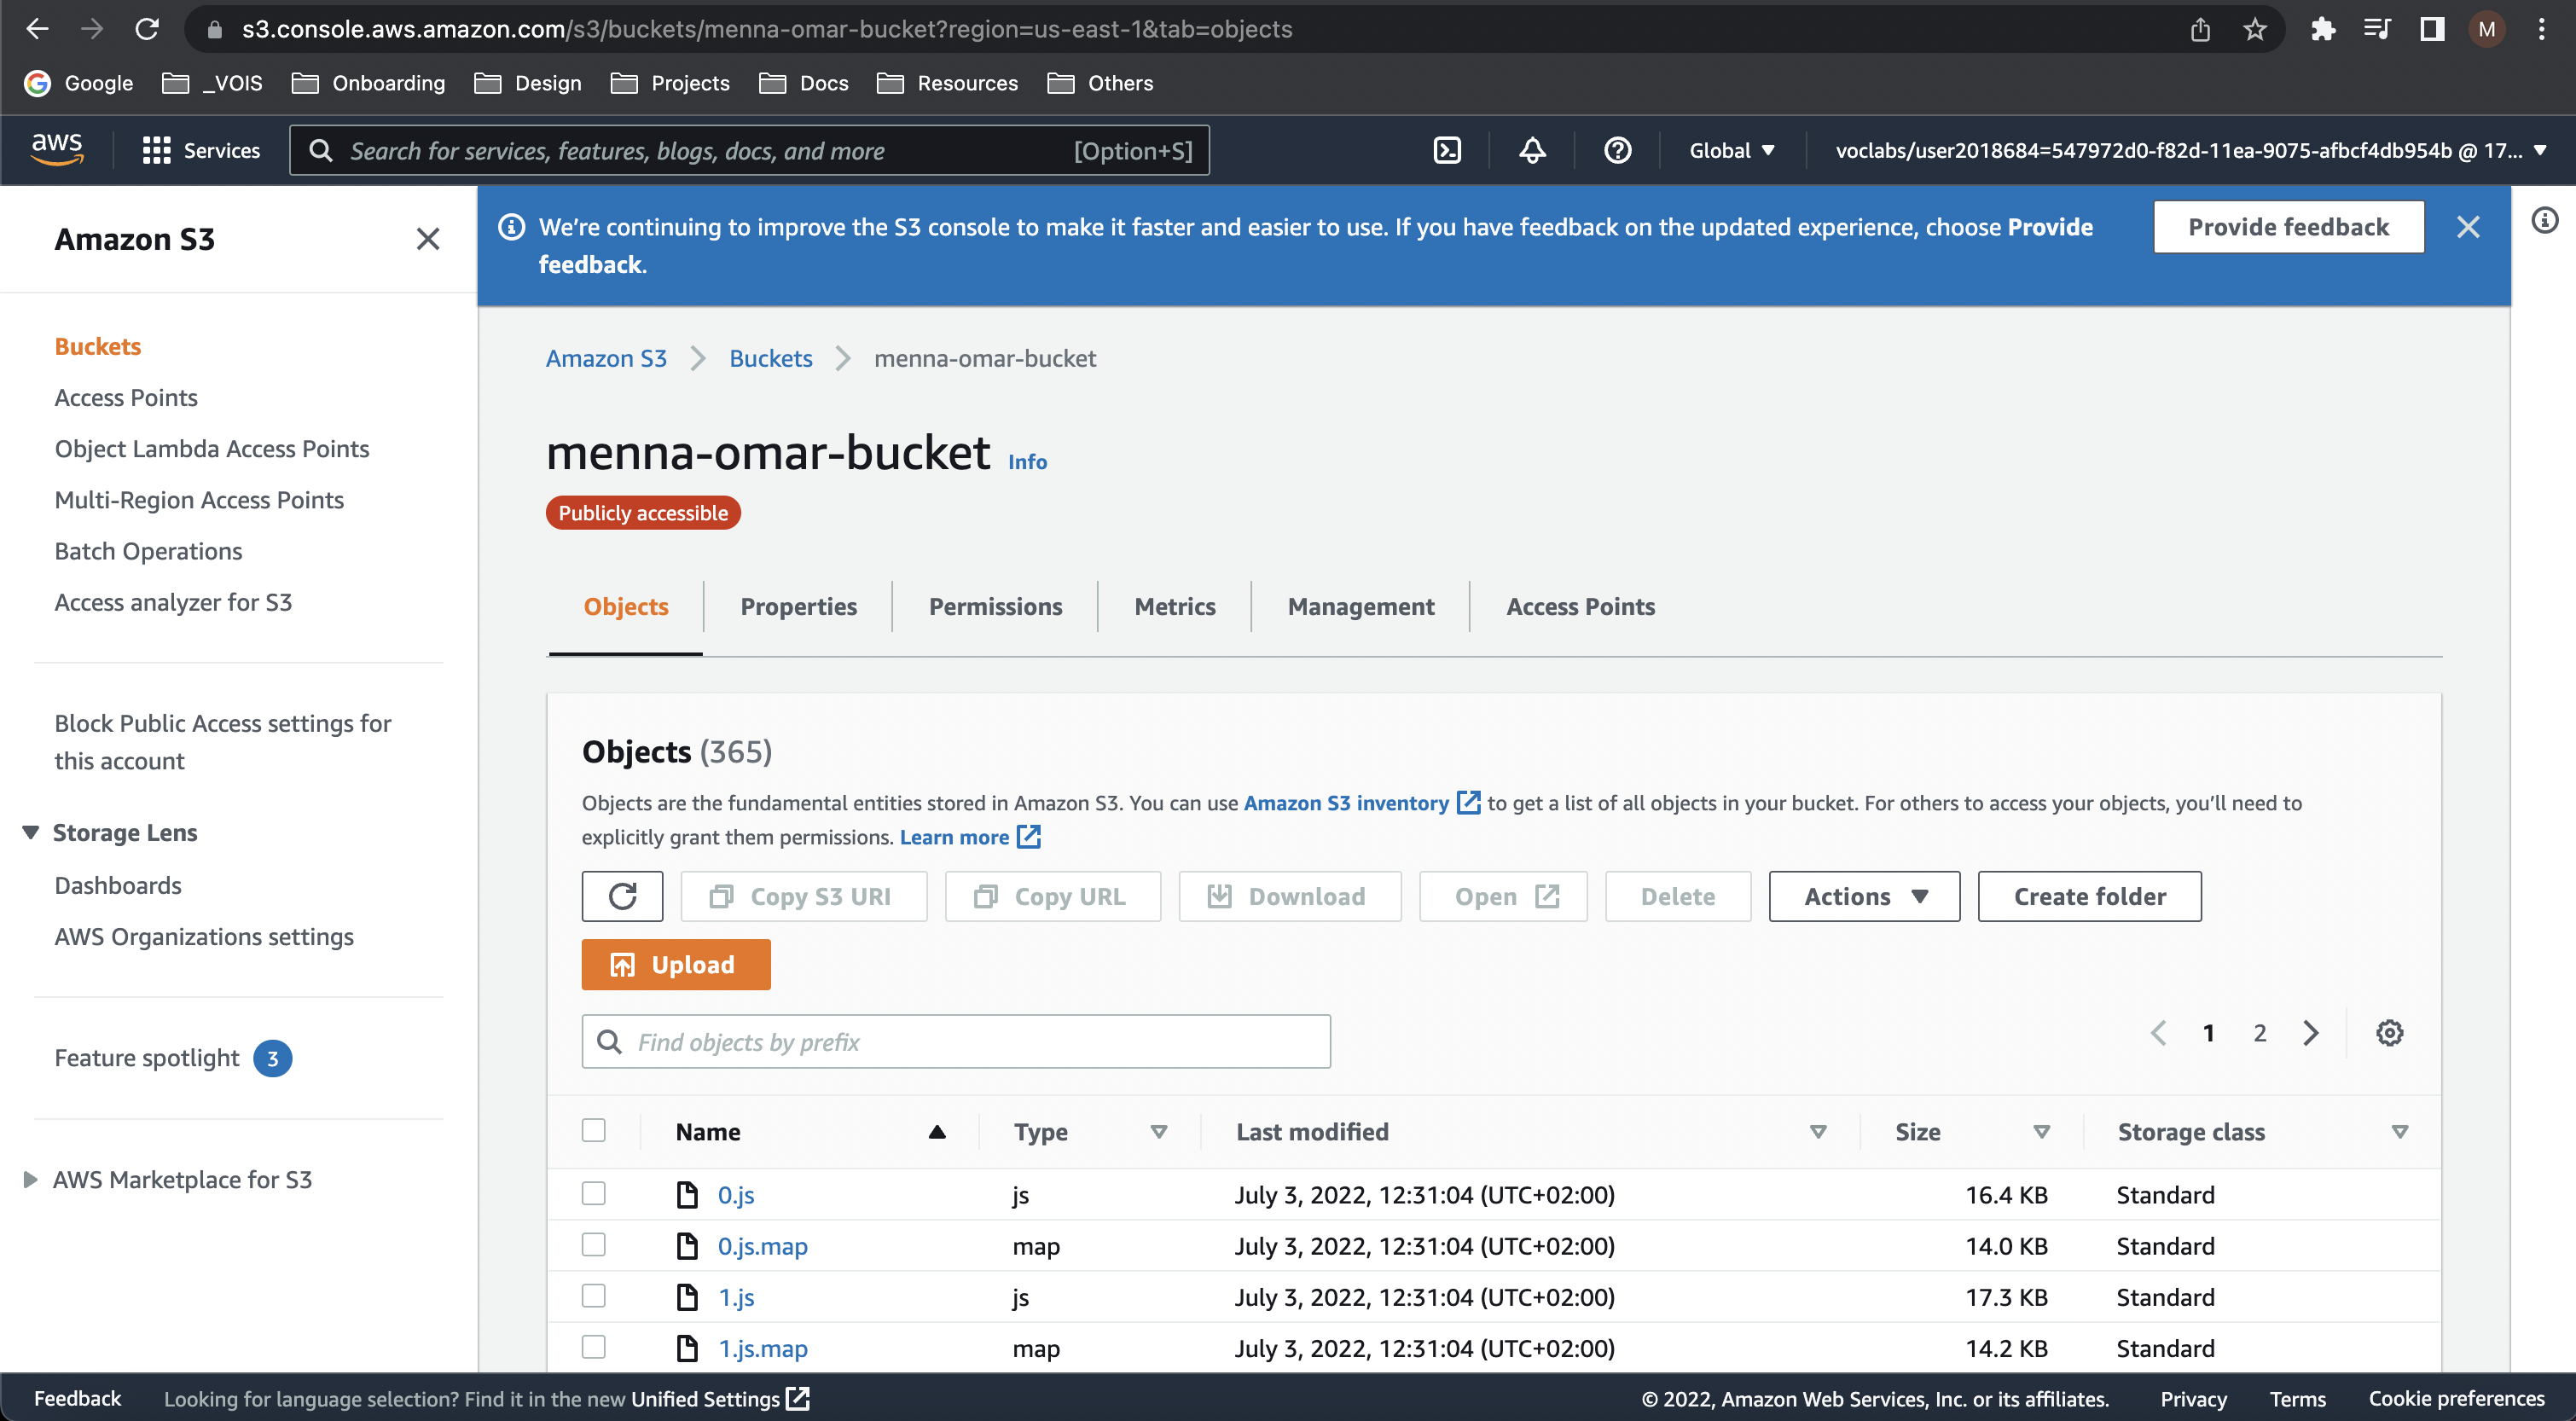 s3.console.aws.amazon.com/s3/buckets/menna-omar-bucket?region=us-east-1&tab=objects
M
Google _VOIS Onboarding Design Projects Docs Resources Others
aws Services Search for services, features, blogs, docs, and more [Option+S] Global voclabs/user2018684=547972d0-f82d-11ea-9075-afbcf4db954b @ 17...
Amazon S3
Buckets
Access Points
Object Lambda Access Points
Multi-Region Access Points
Batch Operations
Access analyzer for S3
Block Public Access settings for
this account
Storage Lens
Dashboards
AWS Organizations settings
Feature spotlight 3
AWS Marketplace for S3
We're continuing to improve the S3 console to make it faster and easier to use. If you have feedback on the updated experience, choose Provide
feedback.
Provide feedback
Amazon S3 Buckets menna-omar-bucket
menna-omar-bucket Info
Publicly accessible
Objects Properties Permissions Metrics Management Access Points
Objects (365)
Objects are the fundamental entities stored in Amazon S3. You can use Amazon S3 inventory to get a list of all objects in your bucket. For others to access your objects, you'll need to
explicitly grant them permissions. Learn more
Copy S3 URI Copy URL Download Open Delete Actions Create folder
Upload
Find objects by prefix
1 2
Name Type Last modified Size Storage class
0.js js July 3, 2022, 12:31:04 (UTC+02:00) 16.4 KB Standard
0.js.map map July 3, 2022, 12:31:04 (UTC+02:00) 14.0 KB Standard
1.js js July 3, 2022, 12:31:04 (UTC+02:00) 17.3 KB Standard
1.js.map map July 3, 2022, 12:31:04 (UTC+02:00) 14.2 KB Standard
Feedback Looking for language selection? Find it in the new Unified Settings © 2022, Amazon Web Services, Inc. or its affiliates. Privacy Terms Cookie preferences